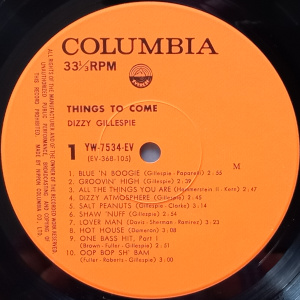 COLUMBIA
33⅓RPM
THINGS TO COME
DIZZY GILLESPIE
1
YW-7534-EV
(EV-368-105)
M
1. BLUE 'N BOOGIE (Gillespie - Paparelli) 2:55
2. GROOVIN' HIGH (Gillespie) 2:39
3. ALL THE THINGS YOU ARE (Hammerstein II - Kern) 2:47
4. DIZZY ATMOSPHERE (Gillespie) 2:45
5. SALT PEANUTS (Gillespie - Clarke) 3:14
6. SHAW 'NUFF (Gillespie) 2:54
7. LOVER MAN (Davis-Sherman-Ramirez) 3:23
8. HOT HOUSE (Dameron) 3:08
9. ONE BASS HIT, Part 1
(Brown-Fuller-Gillespie) 2:51
10. OOP BOP SH' BAM
(Fuller-Roberts-Gillespie) 3:00
ALL RIGHTS OF THE MANUFACTURER AND OF THE OWNER OF THE RECORDED WORK RESERVED.
UNAUTHORIZED PUBLIC PERFORMANCE, BROADCASTING AND COPYING OF
THIS RECORD PROHIBITED. MADE BY NIPPON COLUMBIA CO., LTD.